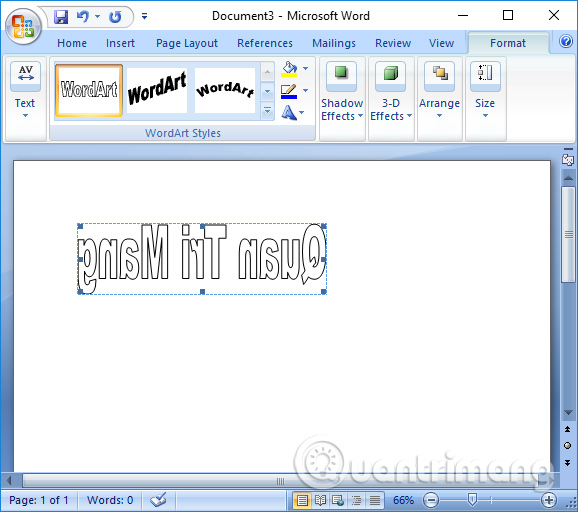 Document3 - Microsoft Word
Home Insert Page Layout References Mailings Review View Format
AV
Text
WordArt WordArt WordArt
A
Shadow Effects
3-D Effects
Arrange
Size
WordArt Styles
Quan Tri Mang
Quantrimang
Page: 1 of 1 Words: 0 66%